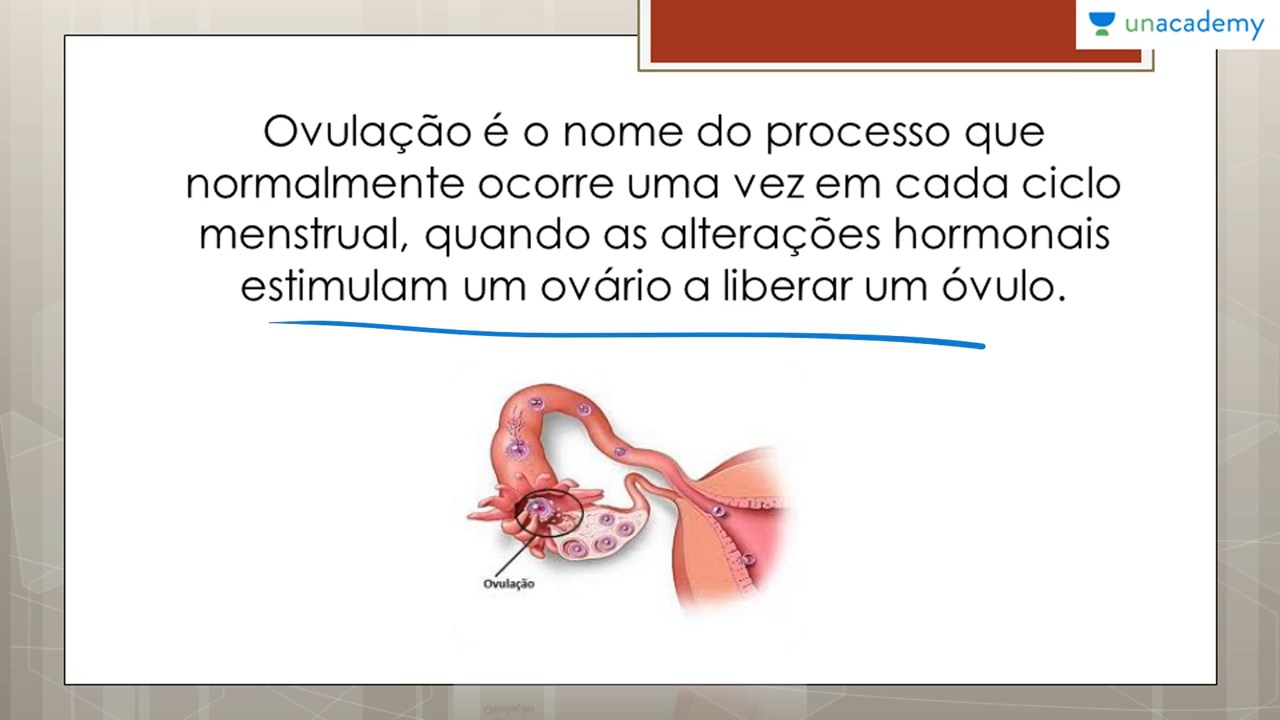 unacademy
Ovulação é o nome do processo que
normalmente ocorre uma vez em cada ciclo
menstrual, quando as alterações hormonais
estimulam um ovário a liberar um óvulo.
Ovulação